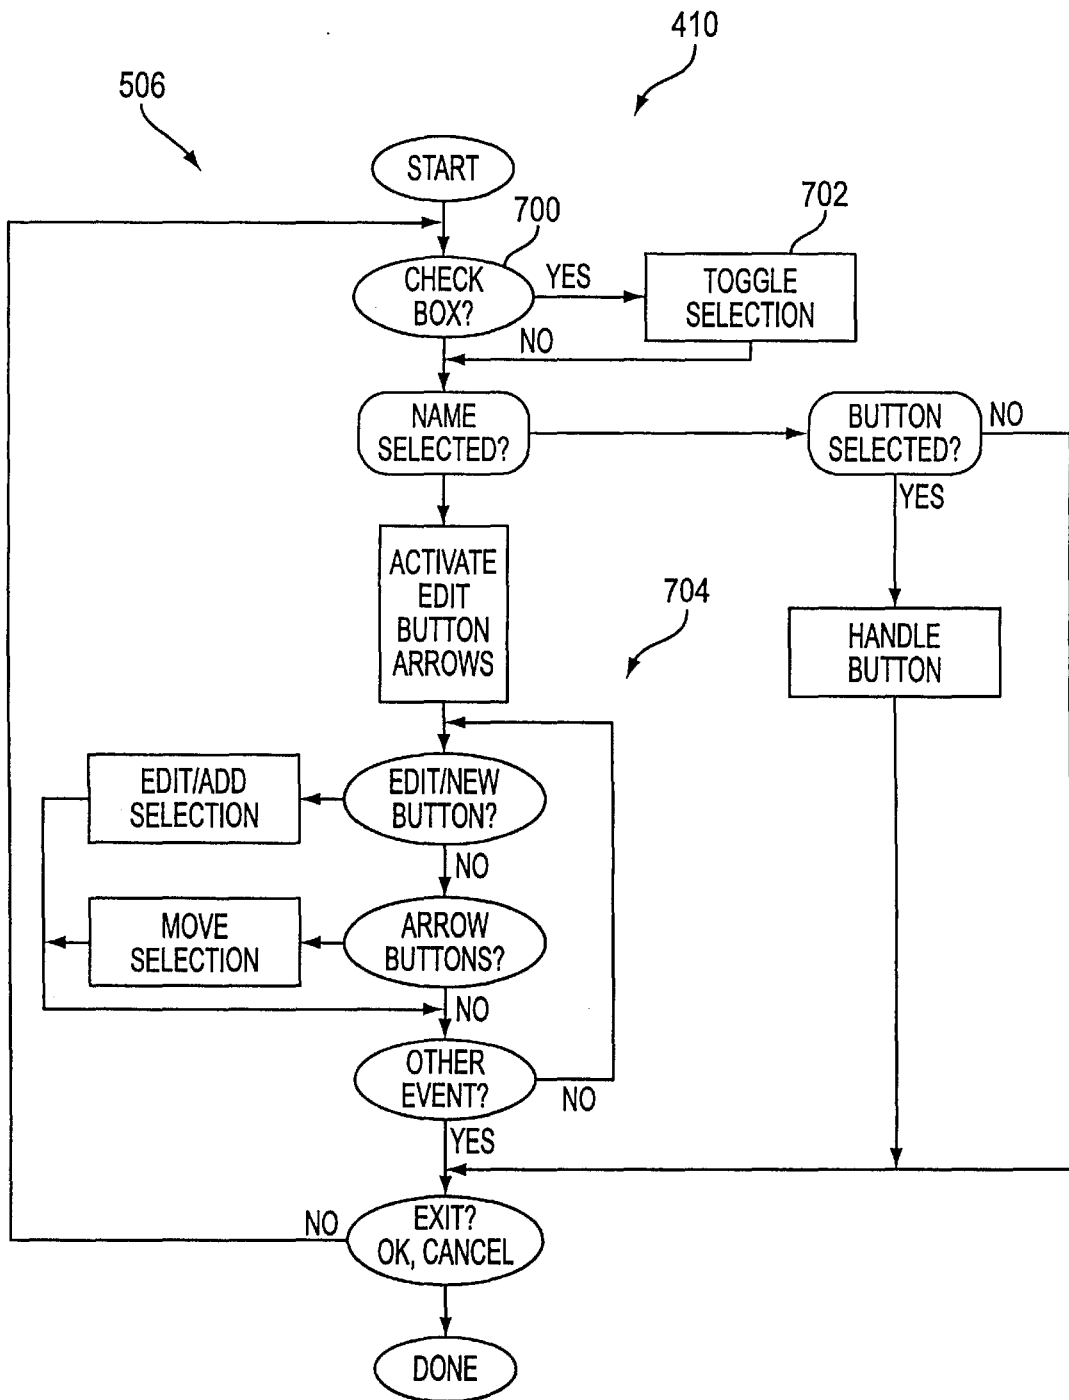 410
506
START
700
702
CHECK
BOX?
YES
TOGGLE
SELECTION
NO
NAME
SELECTED?
BUTTON
SELECTED?
NO
YES
ACTIVATE
EDIT
BUTTON
ARROWS
704
HANDLE
BUTTON
EDIT/ADD
SELECTION
EDIT/NEW
BUTTON?
NO
MOVE
SELECTION
ARROW
BUTTONS?
NO
OTHER
EVENT?
NO
YES
NO
EXIT?
OK, CANCEL
DONE